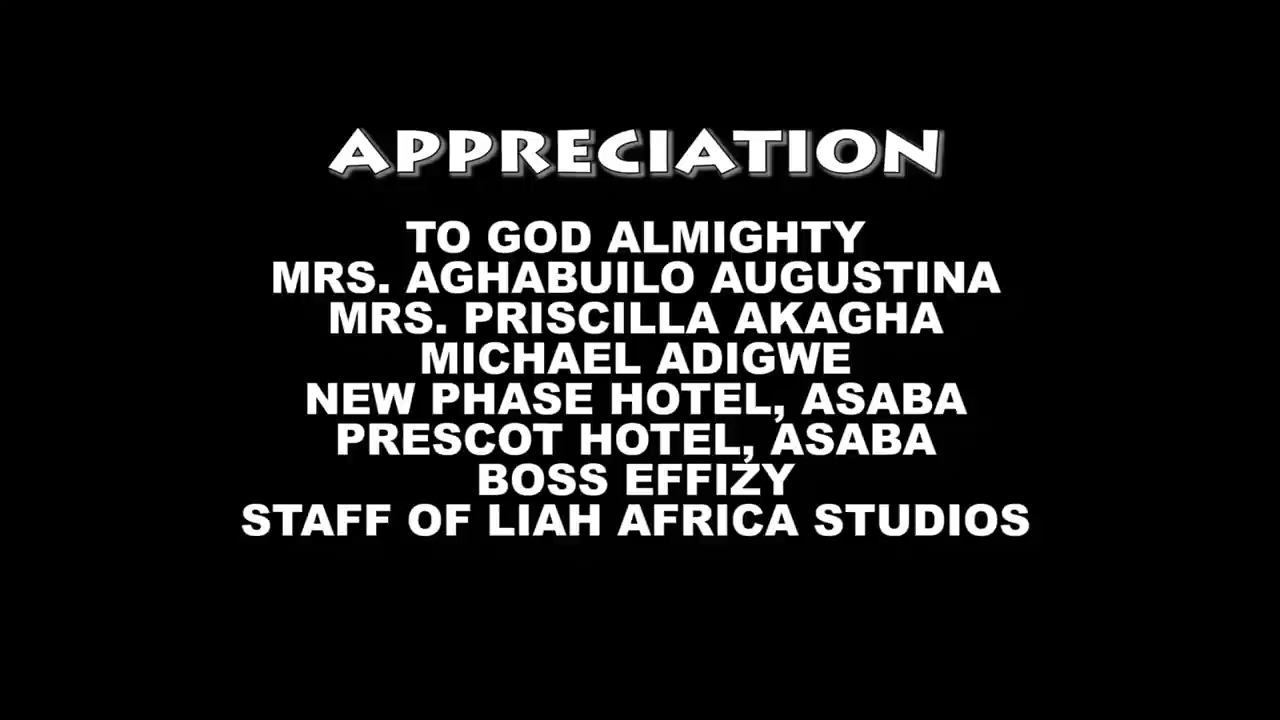 APPRECIATION
TO GOD ALMIGHTY
MRS. AGHABUILO AUGUSTINA
MRS. PRISCILLA AKAGHA
MICHAEL ADIGWE
NEW PHASE HOTEL, ASABA
PRESCOT HOTEL, ASABA
BOSS EFFIZY
STAFF OF LIAH AFRICA STUDIOS